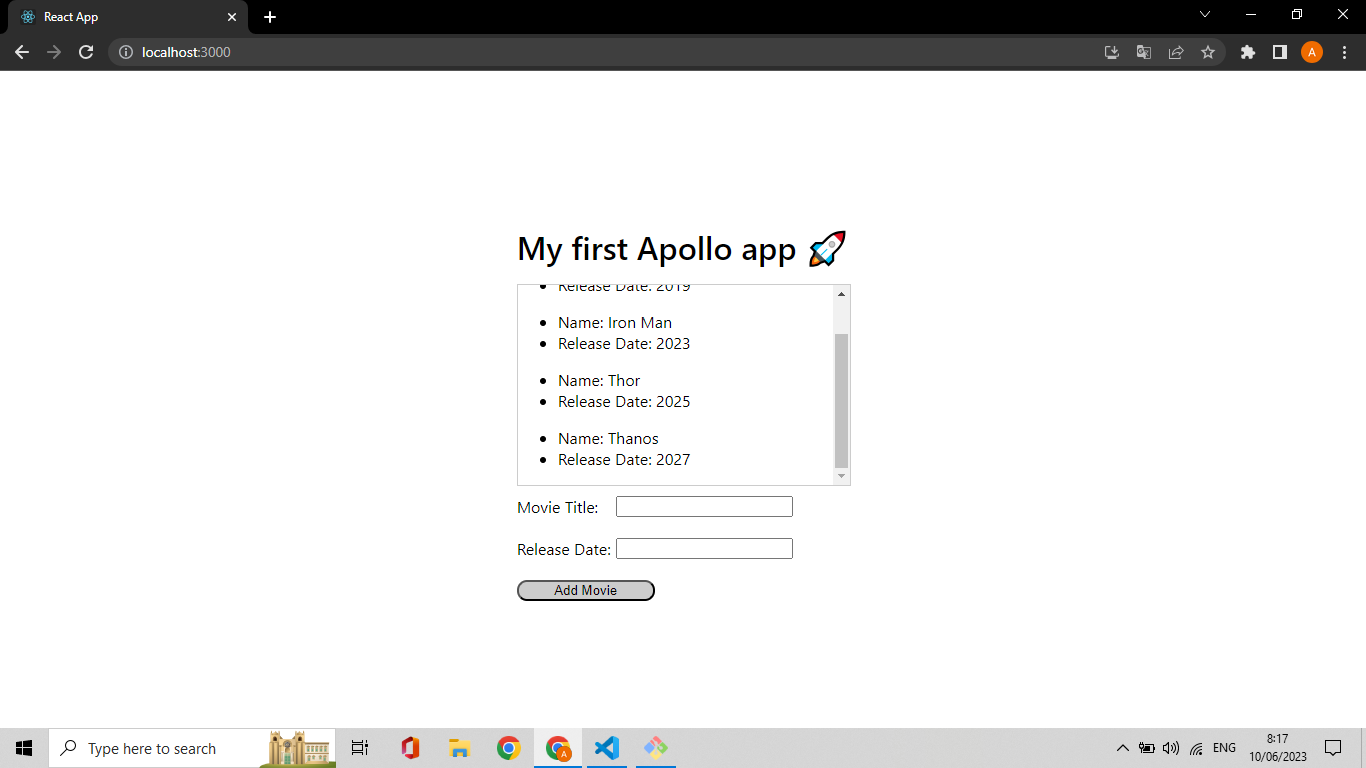 React App
localhost:3000
A
My first Apollo app 🚀
Release Date: 2019
Name: Iron Man
Release Date: 2023
Name: Thor
Release Date: 2025
Name: Thanos
Release Date: 2027
Movie Title:
Release Date:
Add Movie
Type here to search
A
ENG
8:17
10/06/2023